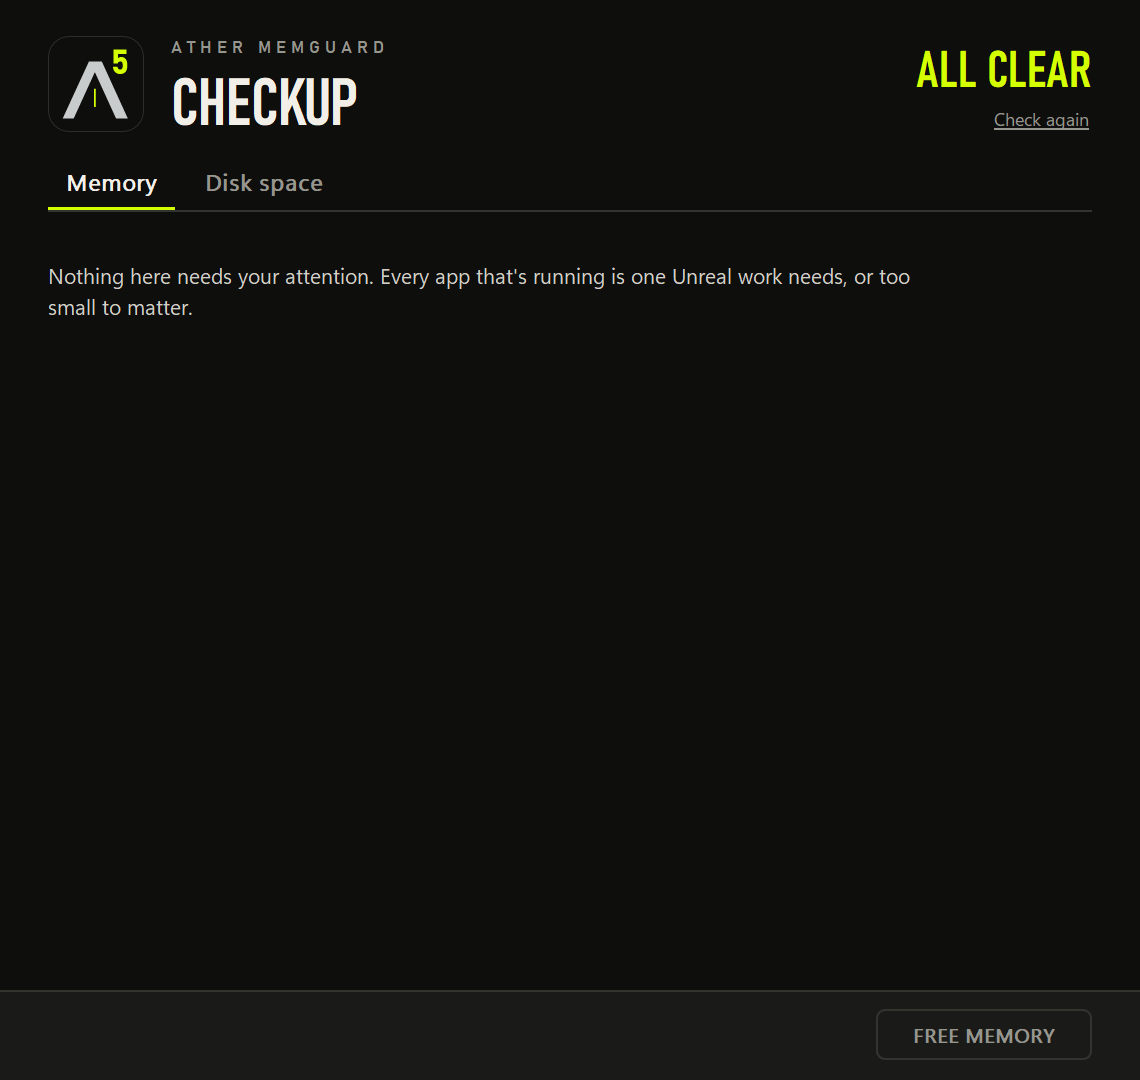 5
ATHER MEMGUARD
CHECKUP
ALL CLEAR
Check again
Memory
Disk space
Nothing here needs your attention. Every app that's running is one Unreal work needs, or too
small to matter.
FREE MEMORY